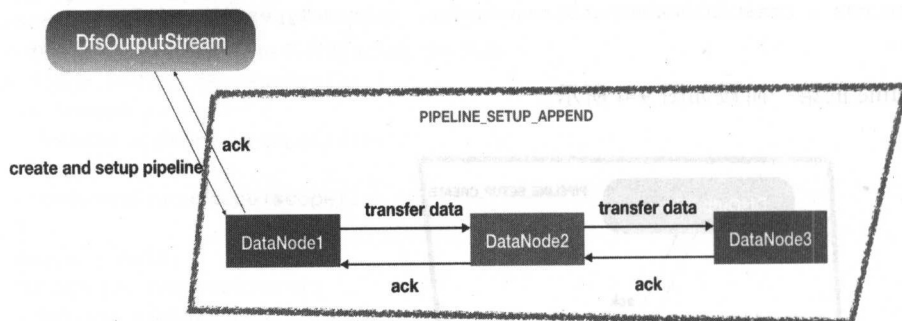 DfsOutputStream
PIPELINE_SETUP_APPEND
ack
create and setup pipeline
transfer data
transfer data
DataNode1
DataNode2
DataNode3
ack
ack